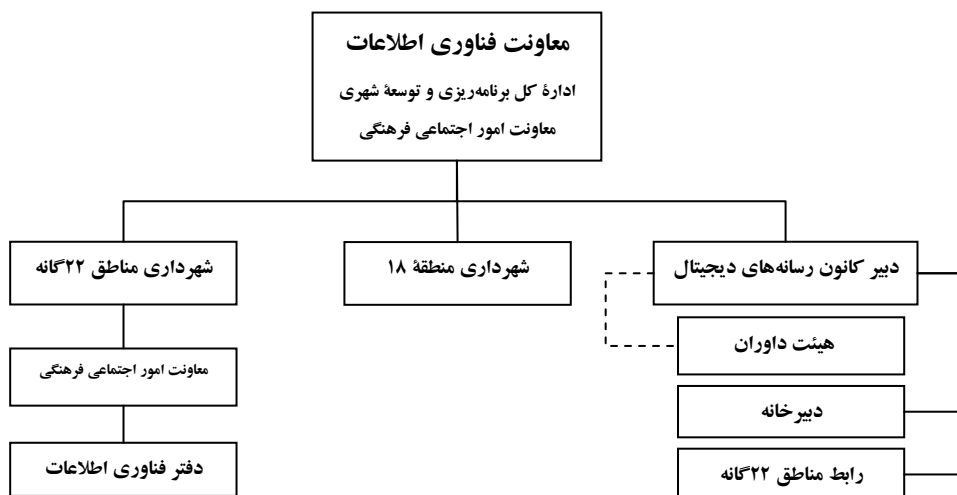 معاونت فناوری اطلاعات
ادارهٔ کل برنامه‌ریزی و توسعهٔ شهری
معاونت امور اجتماعی فرهنگی
دبیر کانون رسانه‌های دیجیتال
شهرداری منطقهٔ ۱۸
شهرداری مناطق ۲۲گانه
هیئت داوران
معاونت امور اجتماعی فرهنگی
دبیرخانه
دفتر فناوری اطلاعات
رابط مناطق ۲۲گانه